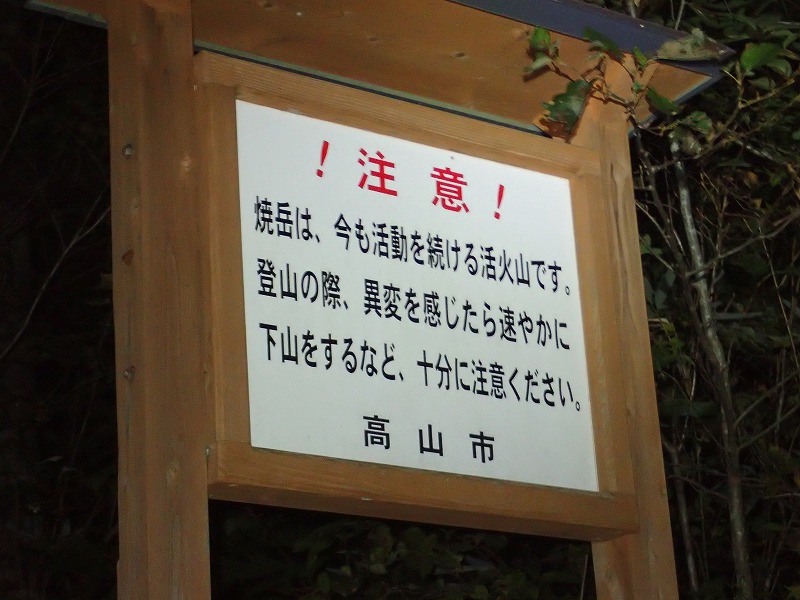 ！注意！
焼岳は、今も活動を続ける活火山です。
登山の際、異変を感じたら速やかに
下山をするなど、十分に注意ください。
高山市